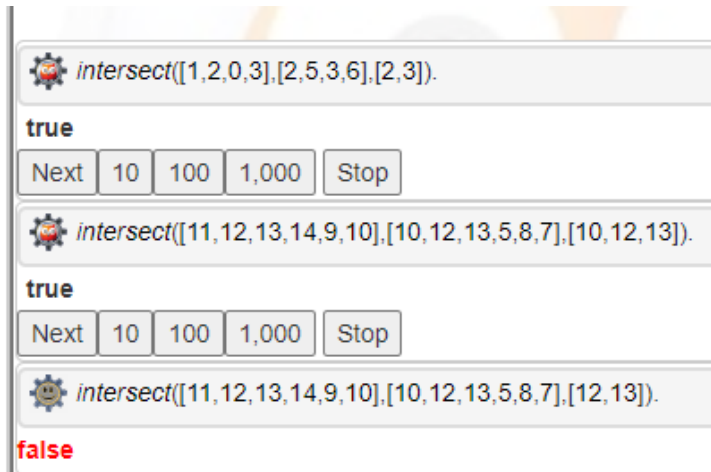 intersect([1,2,0,3],[2,5,3,6],[2,3]).
true
Next 10 100 1,000 Stop
intersect([11,12,13,14,9,10],[10,12,13,5,8,7],[10,12,13]).
true
Next 10 100 1,000 Stop
intersect([11,12,13,14,9,10],[10,12,13,5,8,7],[12,13]).
false